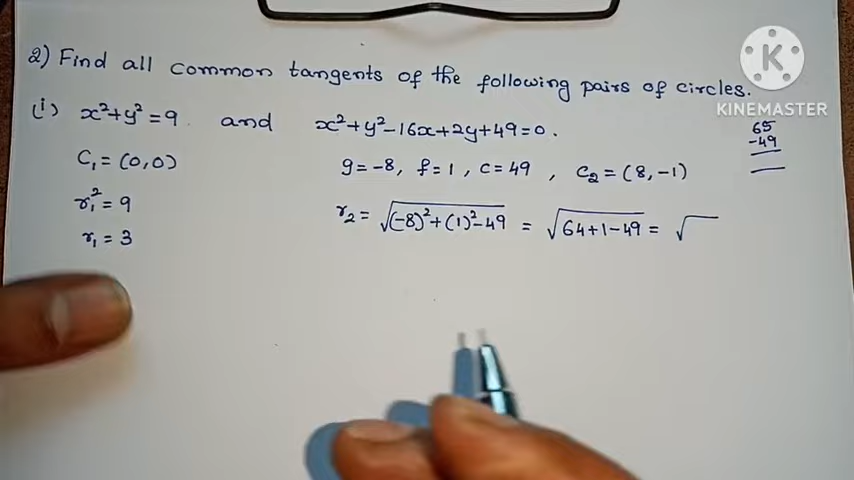 2) Find all common tangents of the following pairs of circles.
(i) x²+y²=9 and x²+y²-16x+2y+49=0.
C₁=(0,0) g=-8, f=1, c=49, C₂=(8,-1)
r₁²=9 r₂=√((-8)²+(1)²-49) = √(64+1-49) = √
r₁=3
65
-49
K
KINEMASTER